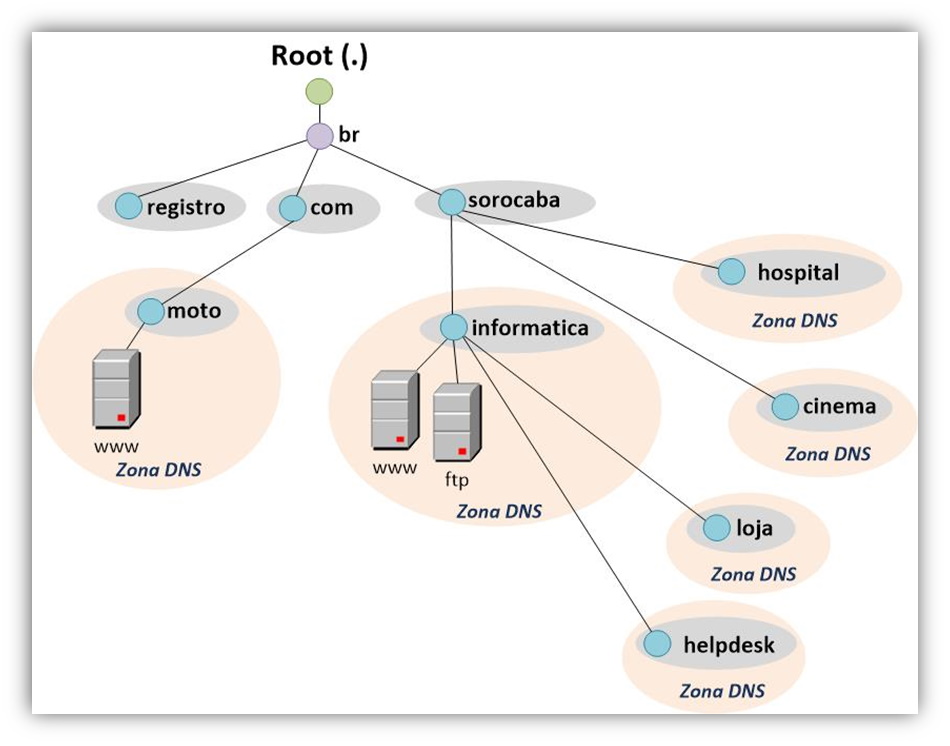 Root (.)
br
registro
com
sorocaba
hospital
Zona DNS
moto
www
Zona DNS
informatica
www
ftp
Zona DNS
cinema
Zona DNS
loja
Zona DNS
helpdesk
Zona DNS